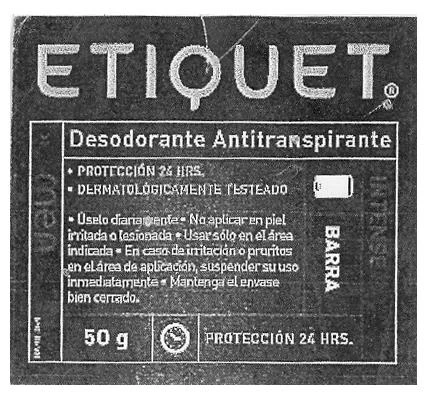 ETIQUET®
Desodorante Antitranspirante
• PROTECCIÓN 24 HRS.
• DERMATOLÓGICAMENTE TESTEADO
• Úselo diariamente • No aplicar en piel
irritada o lesionada • Usar sólo en el área
indicada • En caso de irritación o pruritos
en el área de aplicación, suspender su uso
inmediatamente • Mantenga el envase
bien cerrado.
BARRA
men
INTE
50 g
PROTECCIÓN 24 HRS.